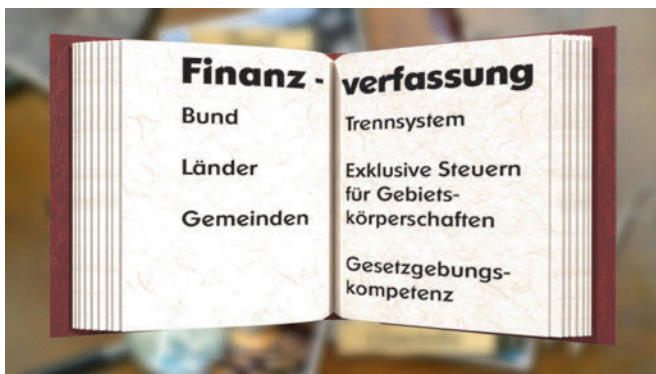 Finanz - verfassung
Bund
Länder
Gemeinden
Trennsystem
Exklusive Steuern
für Gebiets-
körperschaften
Gesetzgebungs-
kompetenz